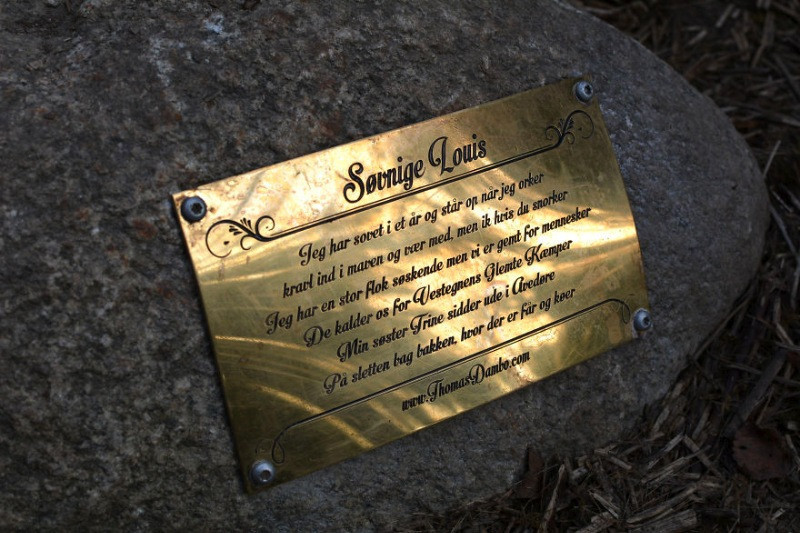 Søvnige Louis
Jeg har sovet i et år og står op når jeg orker
kravl ind i maven og vær med, men ik hvis du snorker
Jeg har en stor flok søskende men vi er gemt for mennesker
De kalder os for Vestegnens Glemte Kæmper
Min søster Trine sidder ude i Avedøre
På sletten bag bakken, hvor der er får og køer
www.ThomasDambo.com